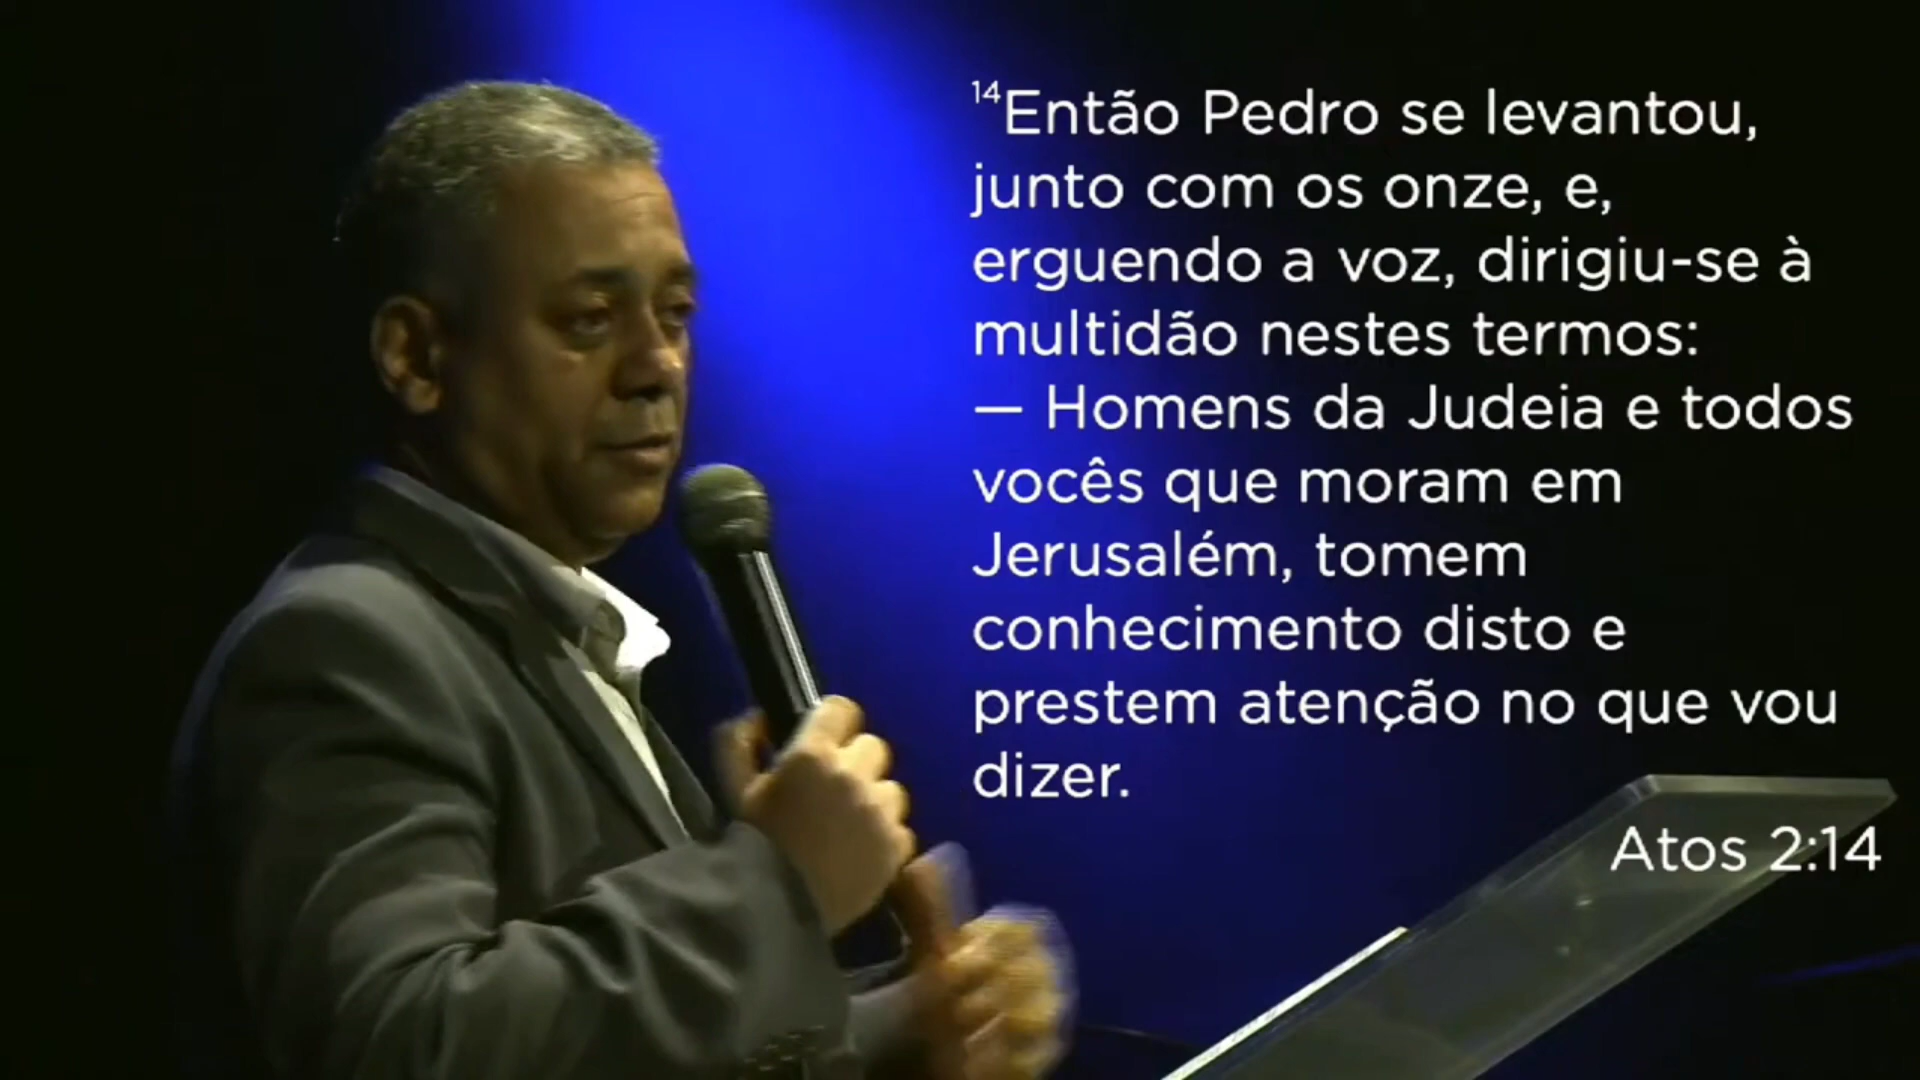 ¹⁴Então Pedro se levantou,
junto com os onze, e,
erguendo a voz, dirigiu-se à
multidão nestes termos:
— Homens da Judeia e todos
vocês que moram em
Jerusalém, tomem
conhecimento disto e
prestem atenção no que vou
dizer.
Atos 2:14